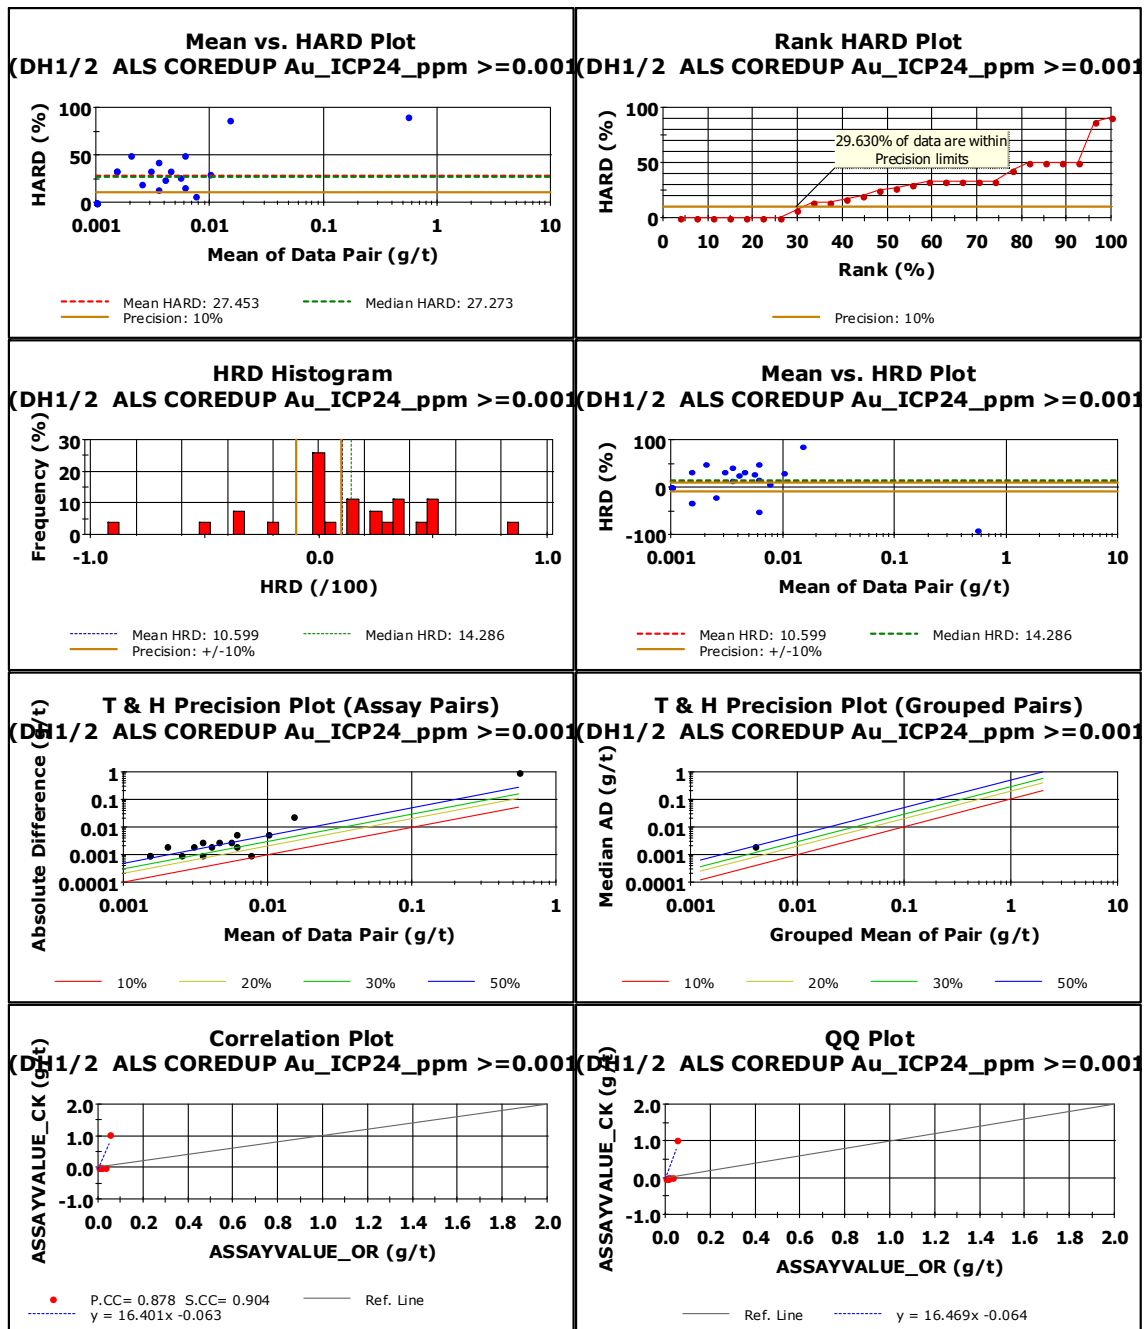 Mean vs. HARD Plot
(DH1/2 ALS COREDUP Au_ICP24_ppm >=0.001
HARD (%)
100
50
0
0.001
0.01
0.1
1
10
Mean of Data Pair (g/t)
Mean HARD: 27.453
Median HARD: 27.273
Precision: 10%
Rank HARD Plot
(DH1/2 ALS COREDUP Au_ICP24_ppm >=0.001
HARD (%)
100
50
0
29.630% of data are within
Precision limits
0
10
20
30
40
50
60
70
80
90
100
Rank (%)
Precision: 10%
HRD Histogram
(DH1/2 ALS COREDUP Au_ICP24_ppm >=0.001
Frequency (%)
30
20
10
0
-1.0
0.0
1.0
HRD (/100)
Mean HRD: 10.599
Median HRD: 14.286
Precision: +/-10%
Mean vs. HRD Plot
(DH1/2 ALS COREDUP Au_ICP24_ppm >=0.001
HRD (%)
100
0
-100
0.001
0.01
0.1
1
10
Mean of Data Pair (g/t)
Mean HRD: 10.599
Median HRD: 14.286
Precision: +/-10%
T & H Precision Plot (Assay Pairs)
(DH1/2 ALS COREDUP Au_ICP24_ppm >=0.001
Absolute Difference (g/t)
1
0.1
0.01
0.001
0.0001
0.001
0.01
0.1
1
Mean of Data Pair (g/t)
10%
20%
30%
50%
T & H Precision Plot (Grouped Pairs)
(DH1/2 ALS COREDUP Au_ICP24_ppm >=0.001
Median AD (g/t)
1
0.1
0.01
0.001
0.0001
0.001
0.01
0.1
1
10
Grouped Mean of Pair (g/t)
10%
20%
30%
50%
Correlation Plot
(DH1/2 ALS COREDUP Au_ICP24_ppm >=0.001
ASSAYVALUE_CK (g/t)
2.0
1.0
0.0
-1.0
0.0
0.2
0.4
0.6
0.8
1.0
1.2
1.4
1.6
1.8
2.0
ASSAYVALUE_OR (g/t)
P.CC= 0.878 S.CC= 0.904
Ref. Line
y = 16.401x -0.063
QQ Plot
(DH1/2 ALS COREDUP Au_ICP24_ppm >=0.001
ASSAYVALUE_CK (g/t)
2.0
1.0
0.0
-1.0
0.0
0.2
0.4
0.6
0.8
1.0
1.2
1.4
1.6
1.8
2.0
ASSAYVALUE_OR (g/t)
Ref. Line
y = 16.469x -0.064